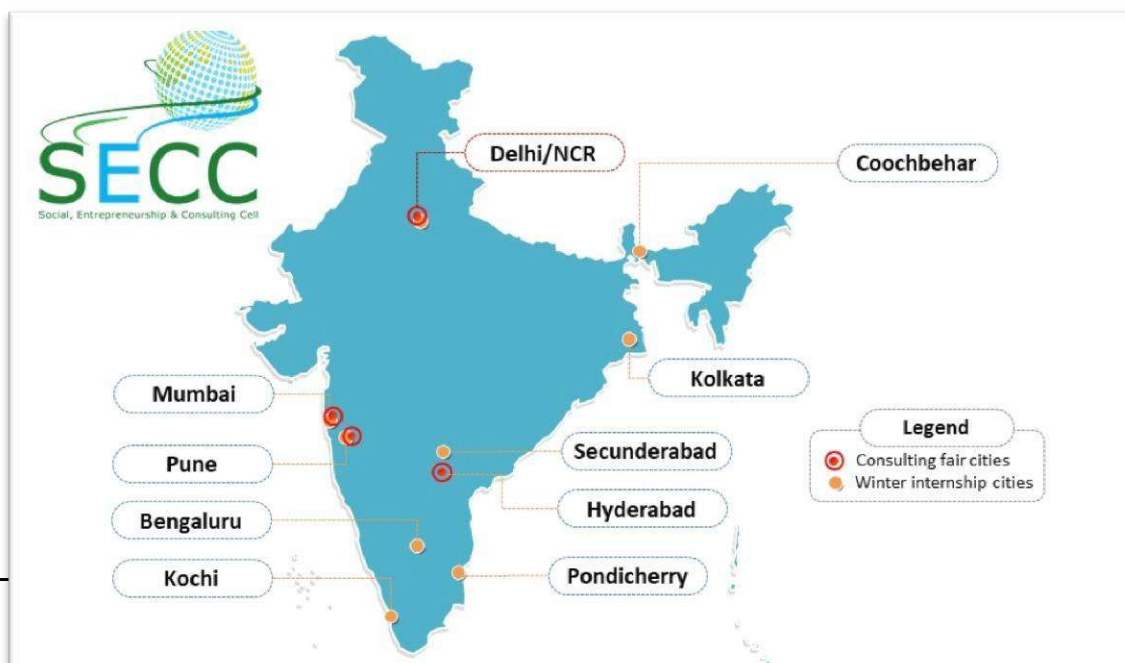 SECC
Social, Entrepreneurship & Consulting Cell
Delhi/NCR
Coochbehar
Kolkata
Mumbai
Pune
Bengaluru
Kochi
Secunderabad
Hyderabad
Pondicherry
Legend
Consulting fair cities
Winter internship cities